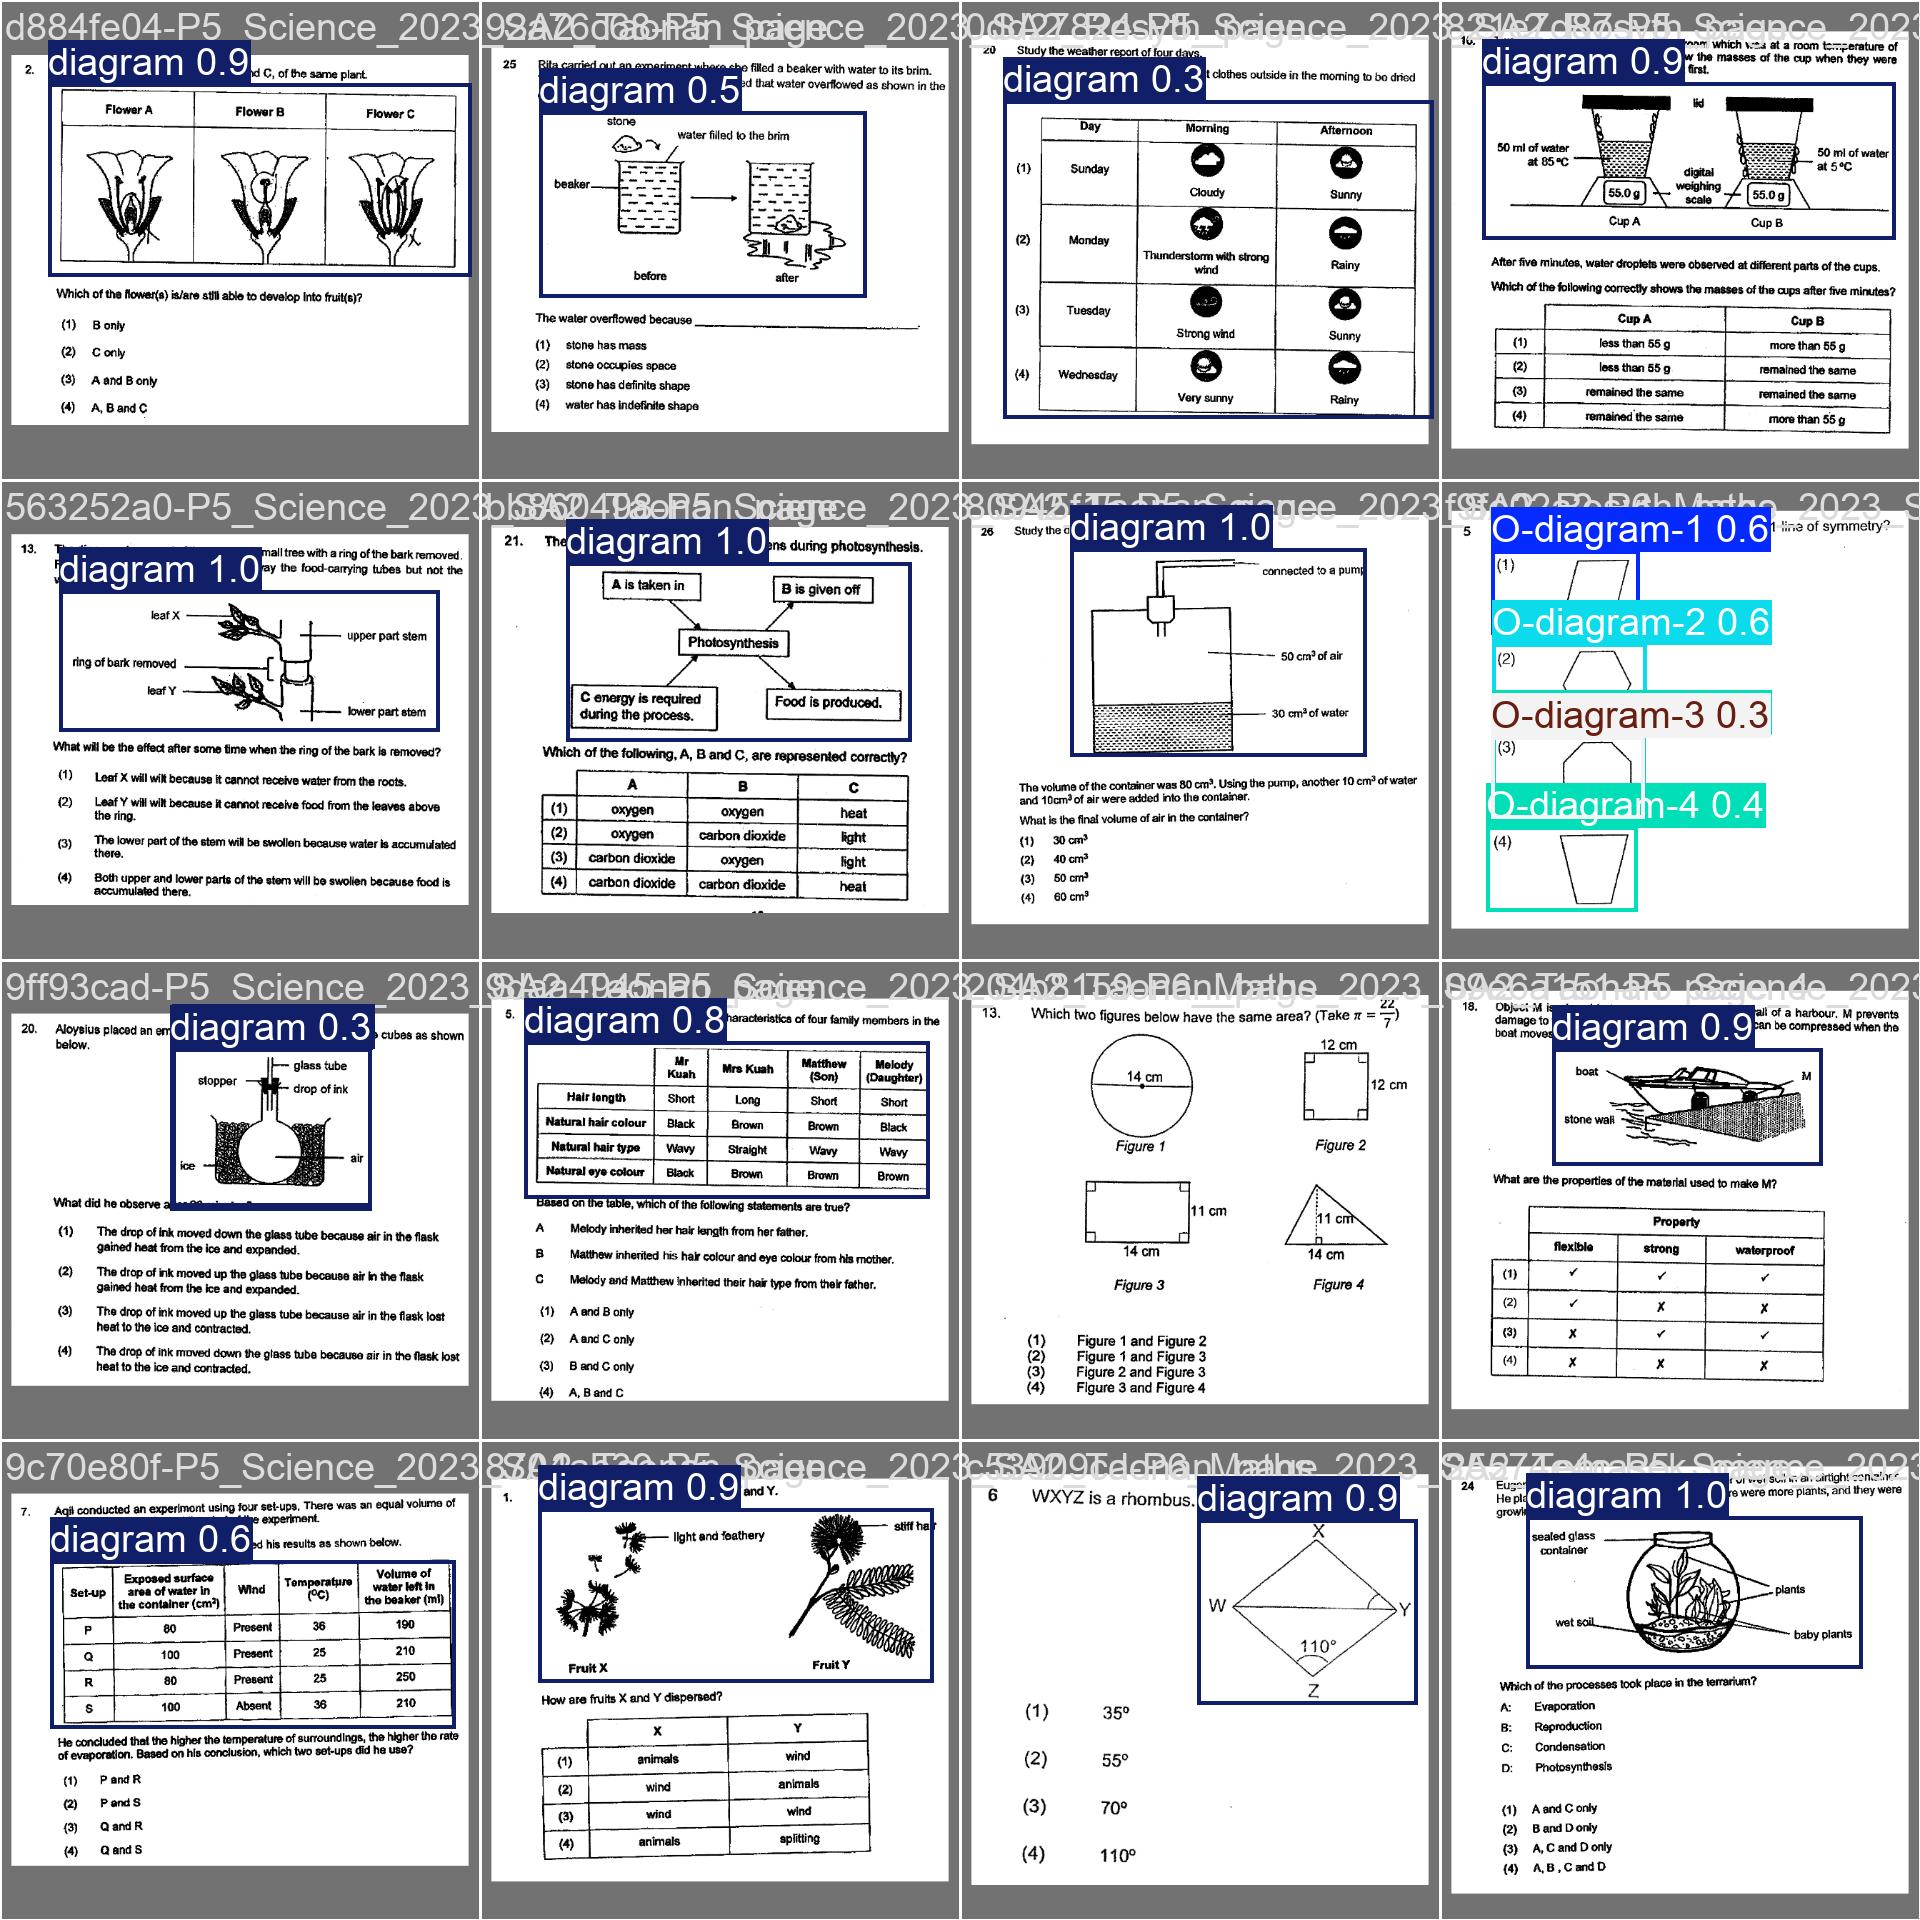 d884fe04-P5_Science_2023
2.
diagram 0.9
nd C, of the same plant.
Flower A
Flower B
Flower C
Which of the flower(s) is/are still able to develop into fruit(s)?
(1) B only
(2) C only
(3) A and B only
(4) A, B and C
25 Rita carried out an experiment where she filled a beaker with water to its brim.
diagram 0.5
ed that water overflowed as shown in the
stone
water filled to the brim
beaker
before
after
The water overflowed because
(1) stone has mass
(2) stone occupies space
(3) stone has definite shape
(4) water has indefinite shape
20 Study the weather report of four days.
diagram 0.3
t clothes outside in the morning to be dried
Day Morning Afternoon
(1) Sunday Cloudy Sunny
(2) Monday Thunderstorm with strong wind Rainy
(3) Tuesday Strong wind Sunny
(4) Wednesday Very sunny Rainy
diagram 0.9
room which was at a room temperature of
w the masses of the cup when they were
first.
lid
50 ml of water at 85°C
50 ml of water at 5°C
digital weighing scale
55.0 g
55.0 g
Cup A
Cup B
After five minutes, water droplets were observed at different parts of the cups.
Which of the following correctly shows the masses of the cups after five minutes?
Cup A Cup B
(1) less than 55 g more than 55 g
(2) less than 55 g remained the same
(3) remained the same remained the same
(4) remained the same more than 55 g
563252a0-P5_Science_2023
13.
mall tree with a ring of the bark removed.
diagram 1.0
ray the food-carrying tubes but not the
leaf X
upper part stem
ring of bark removed
leaf Y
lower part stem
What will be the effect after some time when the ring of the bark is removed?
(1) Leaf X will wilt because it cannot receive water from the roots.
(2) Leaf Y will wilt because it cannot receive food from the leaves above
the ring.
(3) The lower part of the stem will be swollen because water is accumulated
there.
(4) Both upper and lower parts of the stem will be swollen because food is
accumulated there.
21. The
diagram 1.0
ens during photosynthesis.
A is taken in
B is given off
Photosynthesis
C energy is required during the process.
Food is produced.
Which of the following, A, B and C, are represented correctly?
A B C
(1) oxygen oxygen heat
(2) oxygen carbon dioxide light
(3) carbon dioxide oxygen light
(4) carbon dioxide carbon dioxide heat
26 Study the d
diagram 1.0
connected to a pump
50 cm³ of air
30 cm³ of water
The volume of the container was 80 cm³. Using the pump, another 10 cm³ of water
and 10cm³ of air were added into the container.
What is the final volume of air in the container?
(1) 30 cm³
(2) 40 cm³
(3) 50 cm³
(4) 60 cm³
5
1 line of symmetry?
O-diagram-1 0.6
(1)
O-diagram-2 0.6
(2)
O-diagram-3 0.3
(3)
O-diagram-4 0.4
(4)
9ff93cad-P5_Science_2023
20. Aloysius placed an em
diagram 0.3
cubes as shown
below.
glass tube
stopper
drop of ink
ice
air
What did he observe a
(1) The drop of ink moved down the glass tube because air in the flask
gained heat from the ice and expanded.
(2) The drop of ink moved up the glass tube because air in the flask
gained heat from the ice and expanded.
(3) The drop of ink moved up the glass tube because air in the flask lost
heat to the ice and contracted.
(4) The drop of ink moved down the glass tube because air in the flask lost
heat to the ice and contracted.
5.
diagram 0.8
haracteristics of four family members in the
Mr Kuah Mrs Kuah Matthew (Son) Melody (Daughter)
Hair length Short Long Short Short
Natural hair colour Black Brown Brown Black
Natural hair type Wavy Straight Wavy Wavy
Natural eye colour Black Brown Brown Brown
Based on the table, which of the following statements are true?
A Melody inherited her hair length from her father.
B Matthew inherited his hair colour and eye colour from his mother.
C Melody and Matthew inherited their hair type from their father.
(1) A and B only
(2) A and C only
(3) B and C only
(4) A, B and C
13. Which two figures below have the same area? (Take π = 22/7)
14 cm
Figure 1
12 cm
12 cm
Figure 2
11 cm
14 cm
Figure 3
11 cm
14 cm
Figure 4
(1) Figure 1 and Figure 2
(2) Figure 1 and Figure 3
(3) Figure 2 and Figure 3
(4) Figure 3 and Figure 4
18. Object M is
all of a harbour. M prevents
damage to
diagram 0.9
can be compressed when the
boat moves
boat
M
stone wall
What are the properties of the material used to make M?
Property
flexible strong waterproof
(1) ✓ ✓ ✓
(2) ✓ ✗ ✗
(3) ✗ ✓ ✓
(4) ✗ ✗ ✗
9c70e80f-P5_Science_2023
7. Aqil conducted an experiment using four set-ups. There was an equal volume of
e experiment.
diagram 0.6
ed his results as shown below.
Set-up Exposed surface area of water in the container (cm²) Wind Temperature (°C) Volume of water left in the beaker (ml)
P 80 Present 36 190
Q 100 Present 25 210
R 80 Present 25 250
S 100 Absent 36 210
He concluded that the higher the temperature of surroundings, the higher the rate
of evaporation. Based on his conclusion, which two set-ups did he use?
(1) P and R
(2) P and S
(3) Q and R
(4) Q and S
1.
diagram 0.9
and Y.
light and feathery
stiff hair
Fruit X
Fruit Y
How are fruits X and Y dispersed?
X Y
(1) animals wind
(2) wind animals
(3) wind wind
(4) animals splitting
6 WXYZ is a rhombus.
diagram 0.9
X
W
Y
110°
Z
(1) 35º
(2) 55º
(3) 70º
(4) 110º
24
diagram 1.0
of wet soil in an airtight container.
He pla
re were more plants, and they were
growi
sealed glass container
plants
wet soil
baby plants
Which of the processes took place in the terrarium?
A: Evaporation
B: Reproduction
C: Condensation
D: Photosynthesis
(1) A and C only
(2) B and D only
(3) A, C and D only
(4) A, B , C and D